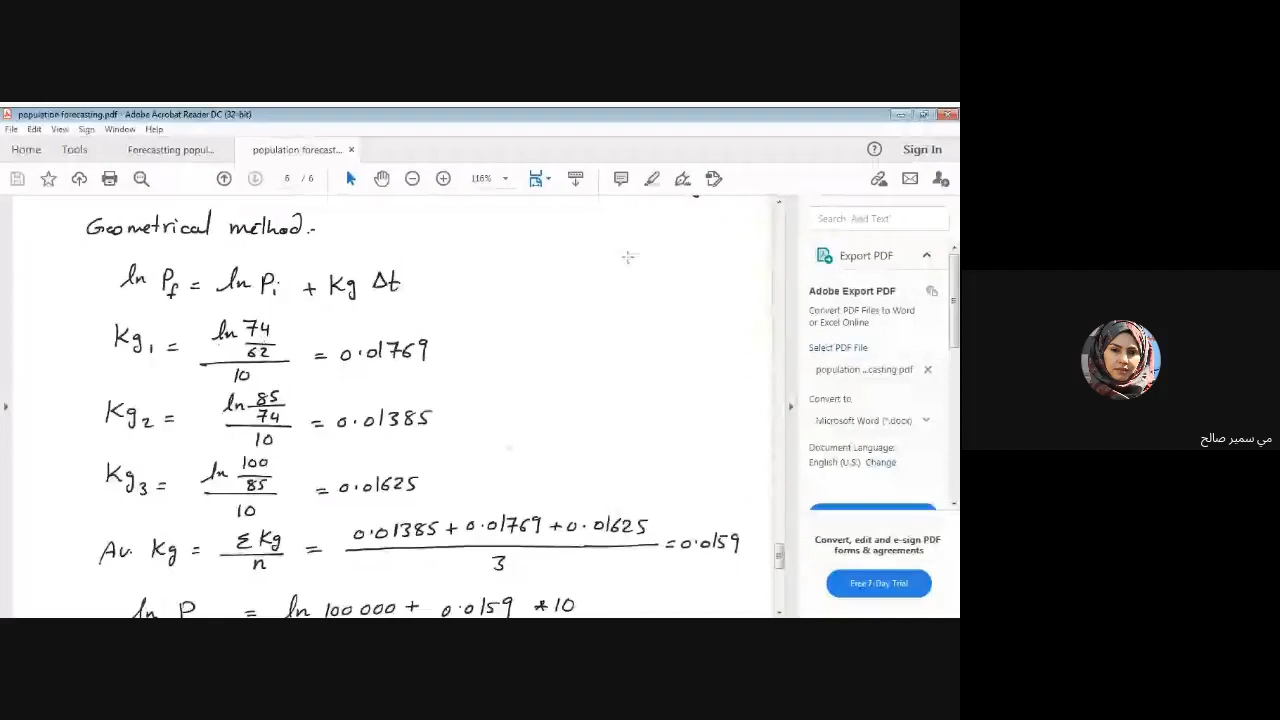 population forecasting.pdf - Adobe Acrobat Reader DC (32-bit)
File Edit View Sign Window Help
Home Tools Forecastting popul... population forecast... × Sign In
6 / 6 116%
Geometrical method:-
ln Pf = ln Pi + Kg Δt
Kg1 = ln 74/62 / 10 = 0.01769
Kg2 = ln 85/74 / 10 = 0.01385
Kg3 = ln 100/85 / 10 = 0.01625
Av. Kg = ΣKg / n = 0.01385 + 0.01769 + 0.01625 / 3 = 0.0159
ln P = ln 100 000 + 0.0159 * 10
Search 'Add Text'
Export PDF
Adobe Export PDF
Convert PDF Files to Word
or Excel Online
Select PDF File
population ...casting.pdf ×
Convert to
Microsoft Word (*.docx)
Document Language:
English (U.S.) Change
Convert, edit and e-sign PDF
forms & agreements
Free 7-Day Trial
مي سمير صالح